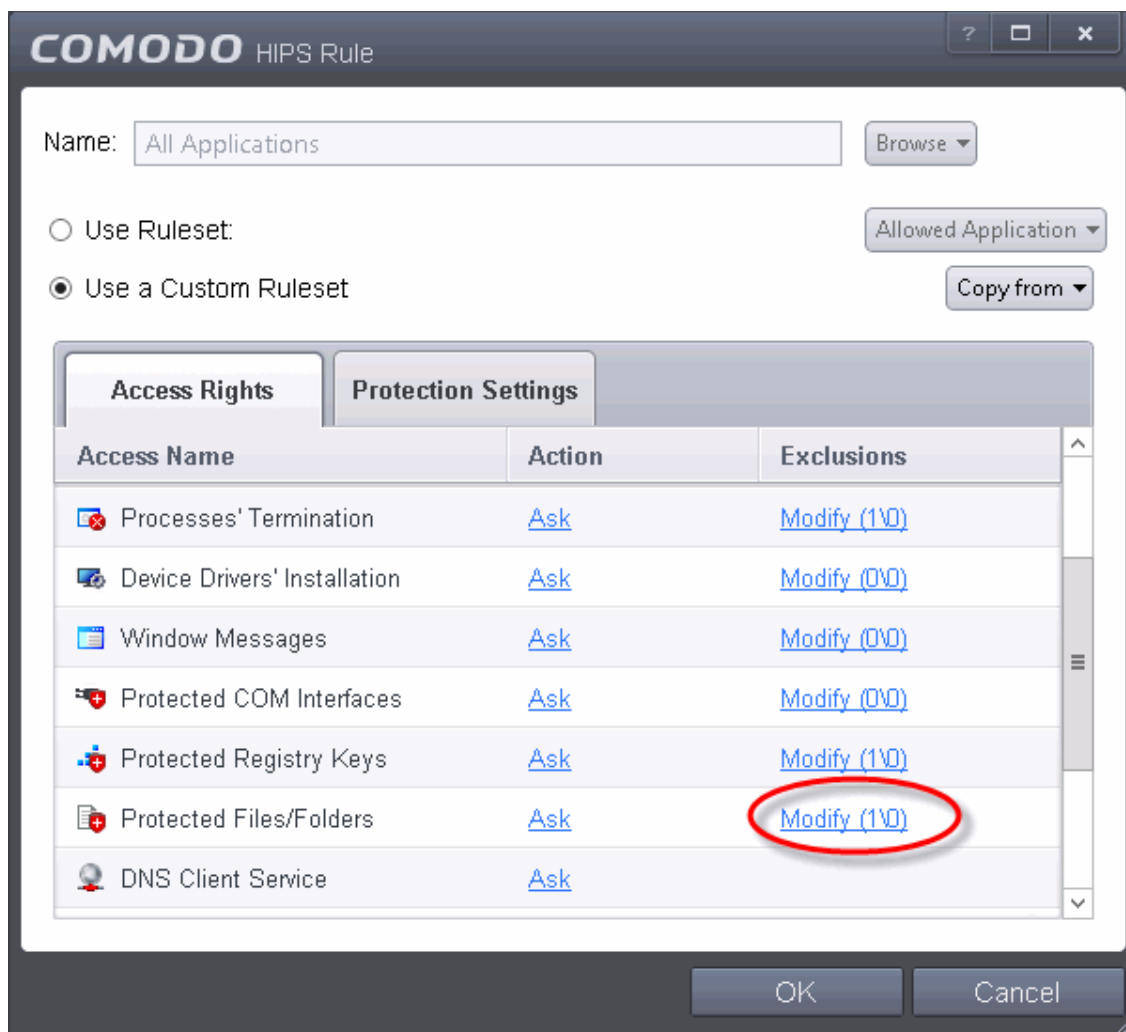 COMODO HIPS Rule ?
Name: All Applications Browse
Use Ruleset: Allowed Application
Use a Custom Ruleset Copy from
Access Rights Protection Settings
Access Name Action Exclusions
Processes' Termination Ask Modify (1\0)
Device Drivers' Installation Ask Modify (0\0)
Window Messages Ask Modify (0\0)
Protected COM Interfaces Ask Modify (0\0)
Protected Registry Keys Ask Modify (1\0)
Protected Files/Folders Ask Modify (1\0)
DNS Client Service Ask
OK Cancel